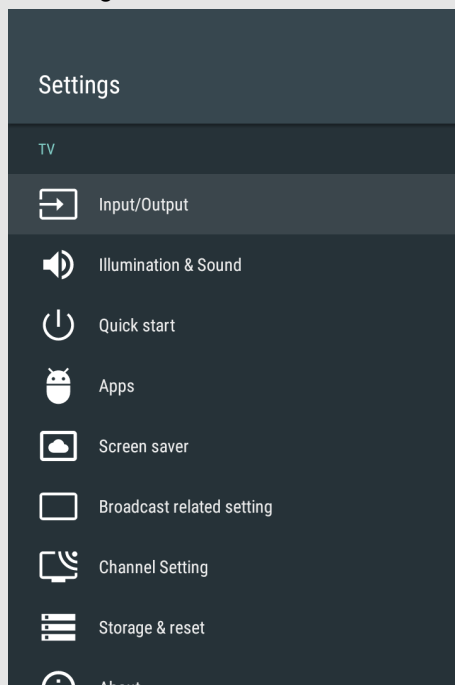 Settings
TV
Input/Output
Illumination & Sound
Quick start
Apps
Screen saver
Broadcast related setting
Channel Setting
Storage & reset